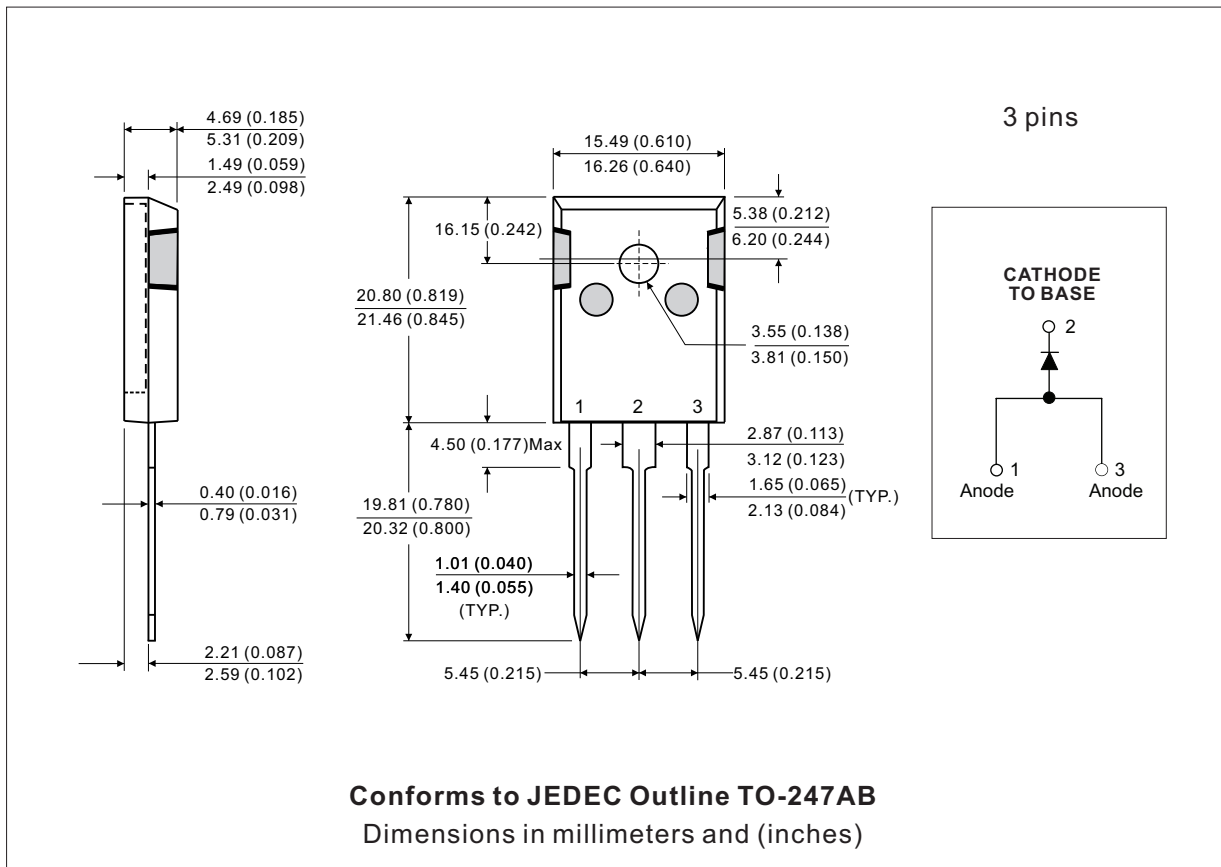 4.69 (0.185)
5.31 (0.209)
1.49 (0.059)
2.49 (0.098)
0.40 (0.016)
0.79 (0.031)
2.21 (0.087)
2.59 (0.102)
15.49 (0.610)
16.26 (0.640)
16.15 (0.242)
5.38 (0.212)
6.20 (0.244)
20.80 (0.819)
21.46 (0.845)
3.55 (0.138)
3.81 (0.150)
1 2 3
4.50 (0.177)Max
2.87 (0.113)
3.12 (0.123)
1.65 (0.065)
2.13 (0.084)
(TYP.)
19.81 (0.780)
20.32 (0.800)
1.01 (0.040)
1.40 (0.055)
(TYP.)
5.45 (0.215)
5.45 (0.215)
3 pins
CATHODE
TO BASE
2
1
Anode
3
Anode
Conforms to JEDEC Outline TO-247AB
Dimensions in millimeters and (inches)